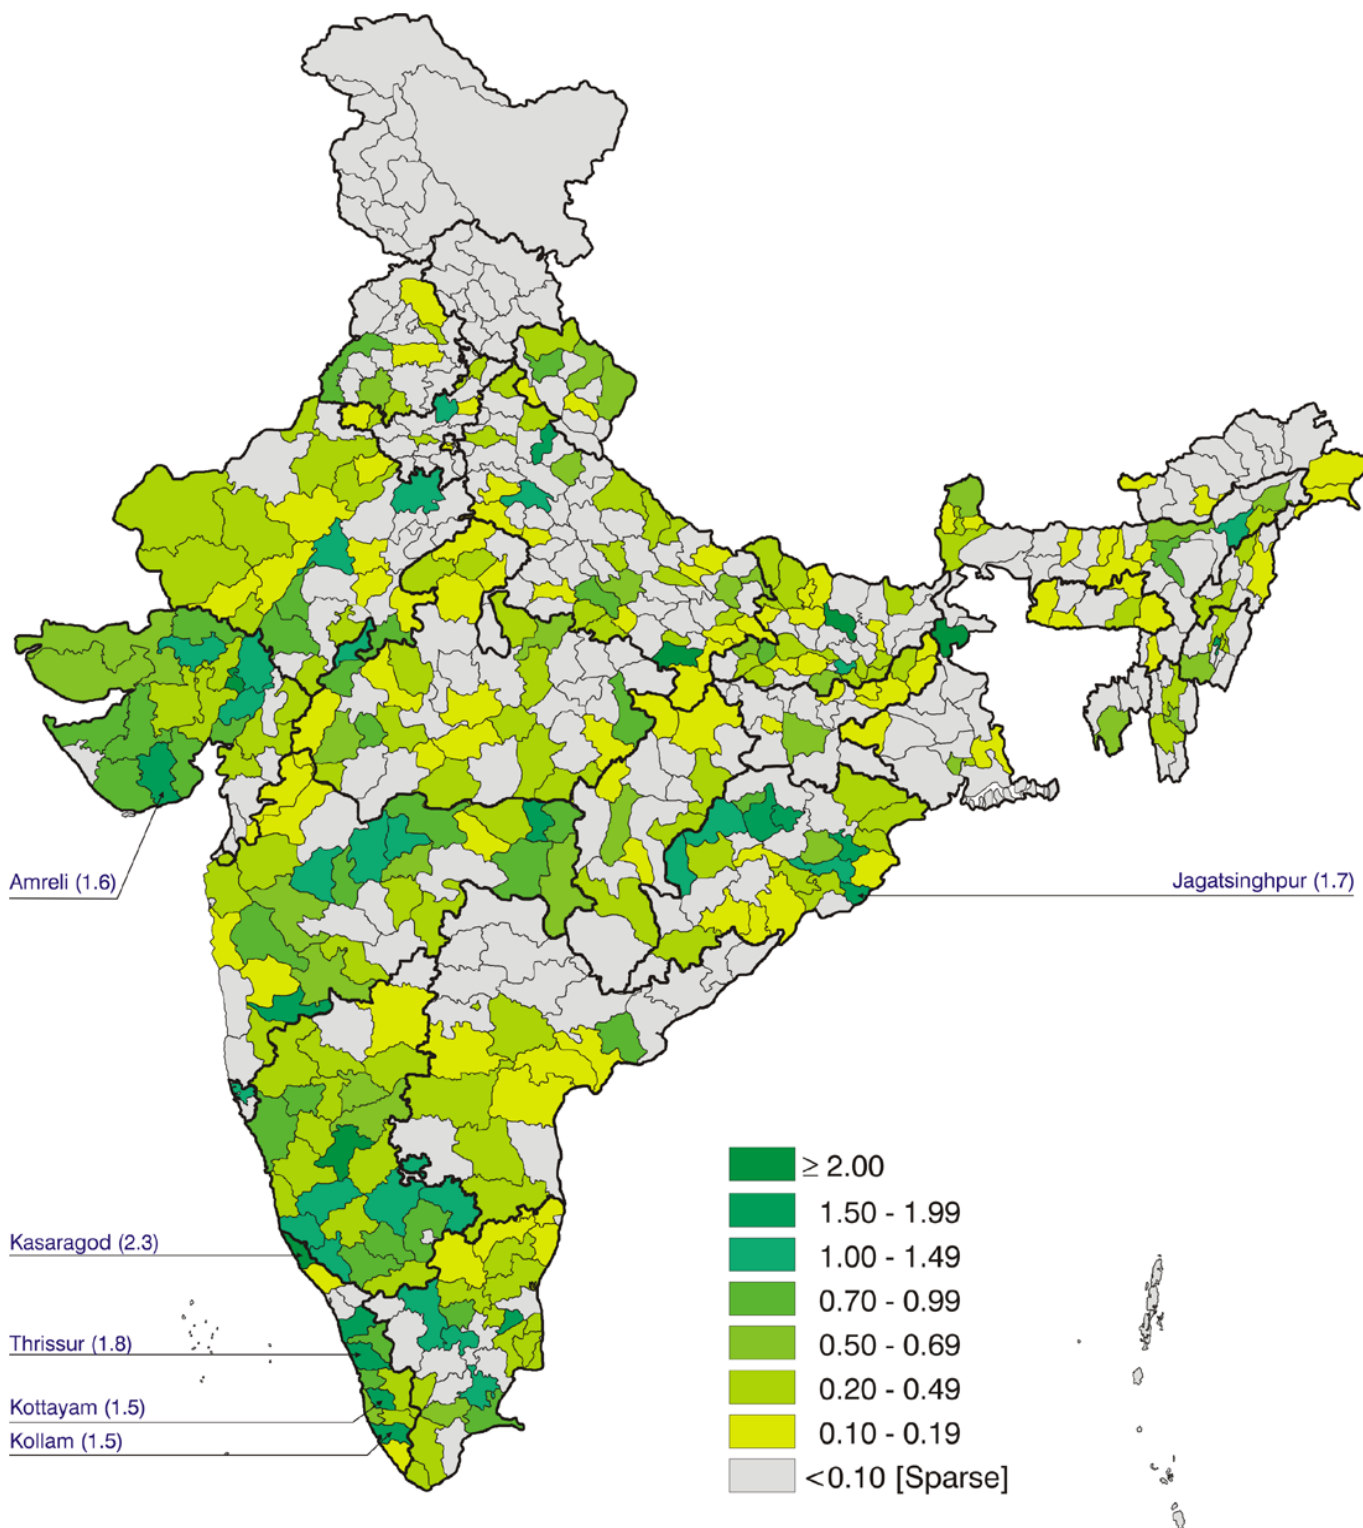 Amreli (1.6)
Jagatsinghpur (1.7)
≥ 2.00
1.50 - 1.99
Kasaragod (2.3)
1.00 - 1.49
0.70 - 0.99
Thrissur (1.8)
0.50 - 0.69
0.20 - 0.49
Kottayam (1.5)
0.10 - 0.19
Kollam (1.5)
<0.10 [Sparse]